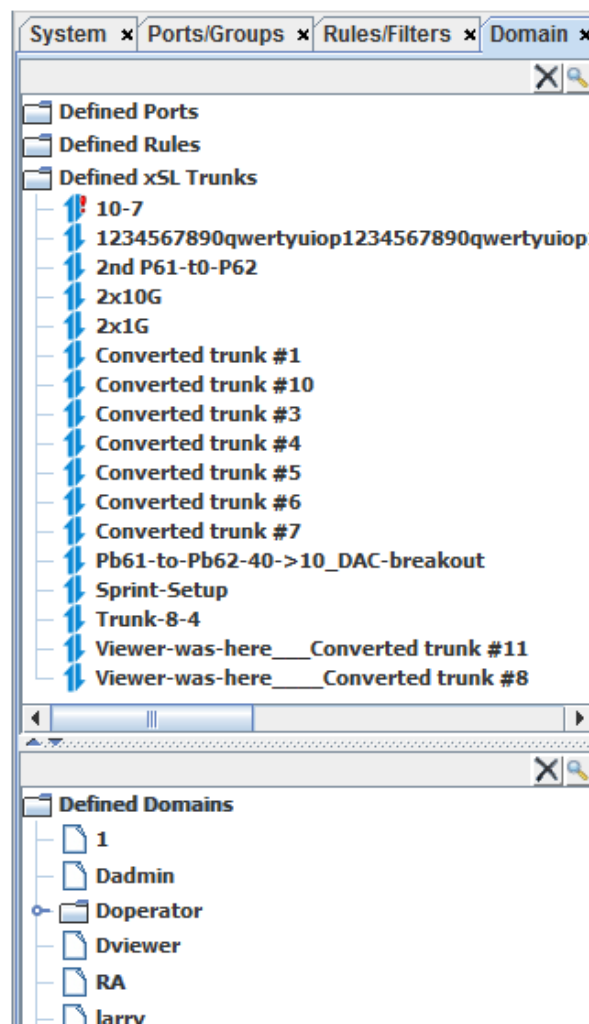 System Ports/Groups Rules/Filters Domain
Defined Ports
Defined Rules
Defined xSL Trunks
10-7
1234567890qwertyuiop1234567890qwertyuiop
2nd P61-t0-P62
2x10G
2x1G
Converted trunk #1
Converted trunk #10
Converted trunk #3
Converted trunk #4
Converted trunk #5
Converted trunk #6
Converted trunk #7
Pb61-to-Pb62-40->10_DAC-breakout
Sprint-Setup
Trunk-8-4
Viewer-was-here___Converted trunk #11
Viewer-was-here____Converted trunk #8
Defined Domains
1
Dadmin
Doperator
Dviewer
RA
larry